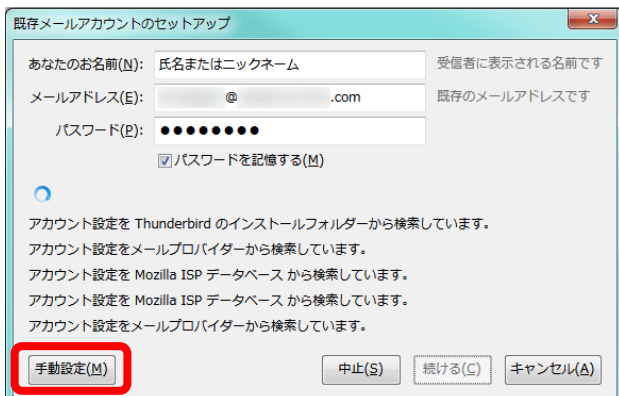 既存メールアカウントのセットアップ
あなたのお名前(N): 氏名またはニックネーム 受信者に表示される名前です
メールアドレス(E): @ .com 既存のメールアドレスです
パスワード(P): ●●●●●●●●
パスワードを記憶する(M)
アカウント設定を Thunderbird のインストールフォルダーから検索しています。
アカウント設定をメールプロバイダーから検索しています。
アカウント設定を Mozilla ISP データベース から検索しています。
アカウント設定を Mozilla ISP データベース から検索しています。
アカウント設定をメールプロバイダーから検索しています。
手動設定(M) 中止(S) 続ける(C) キャンセル(A)